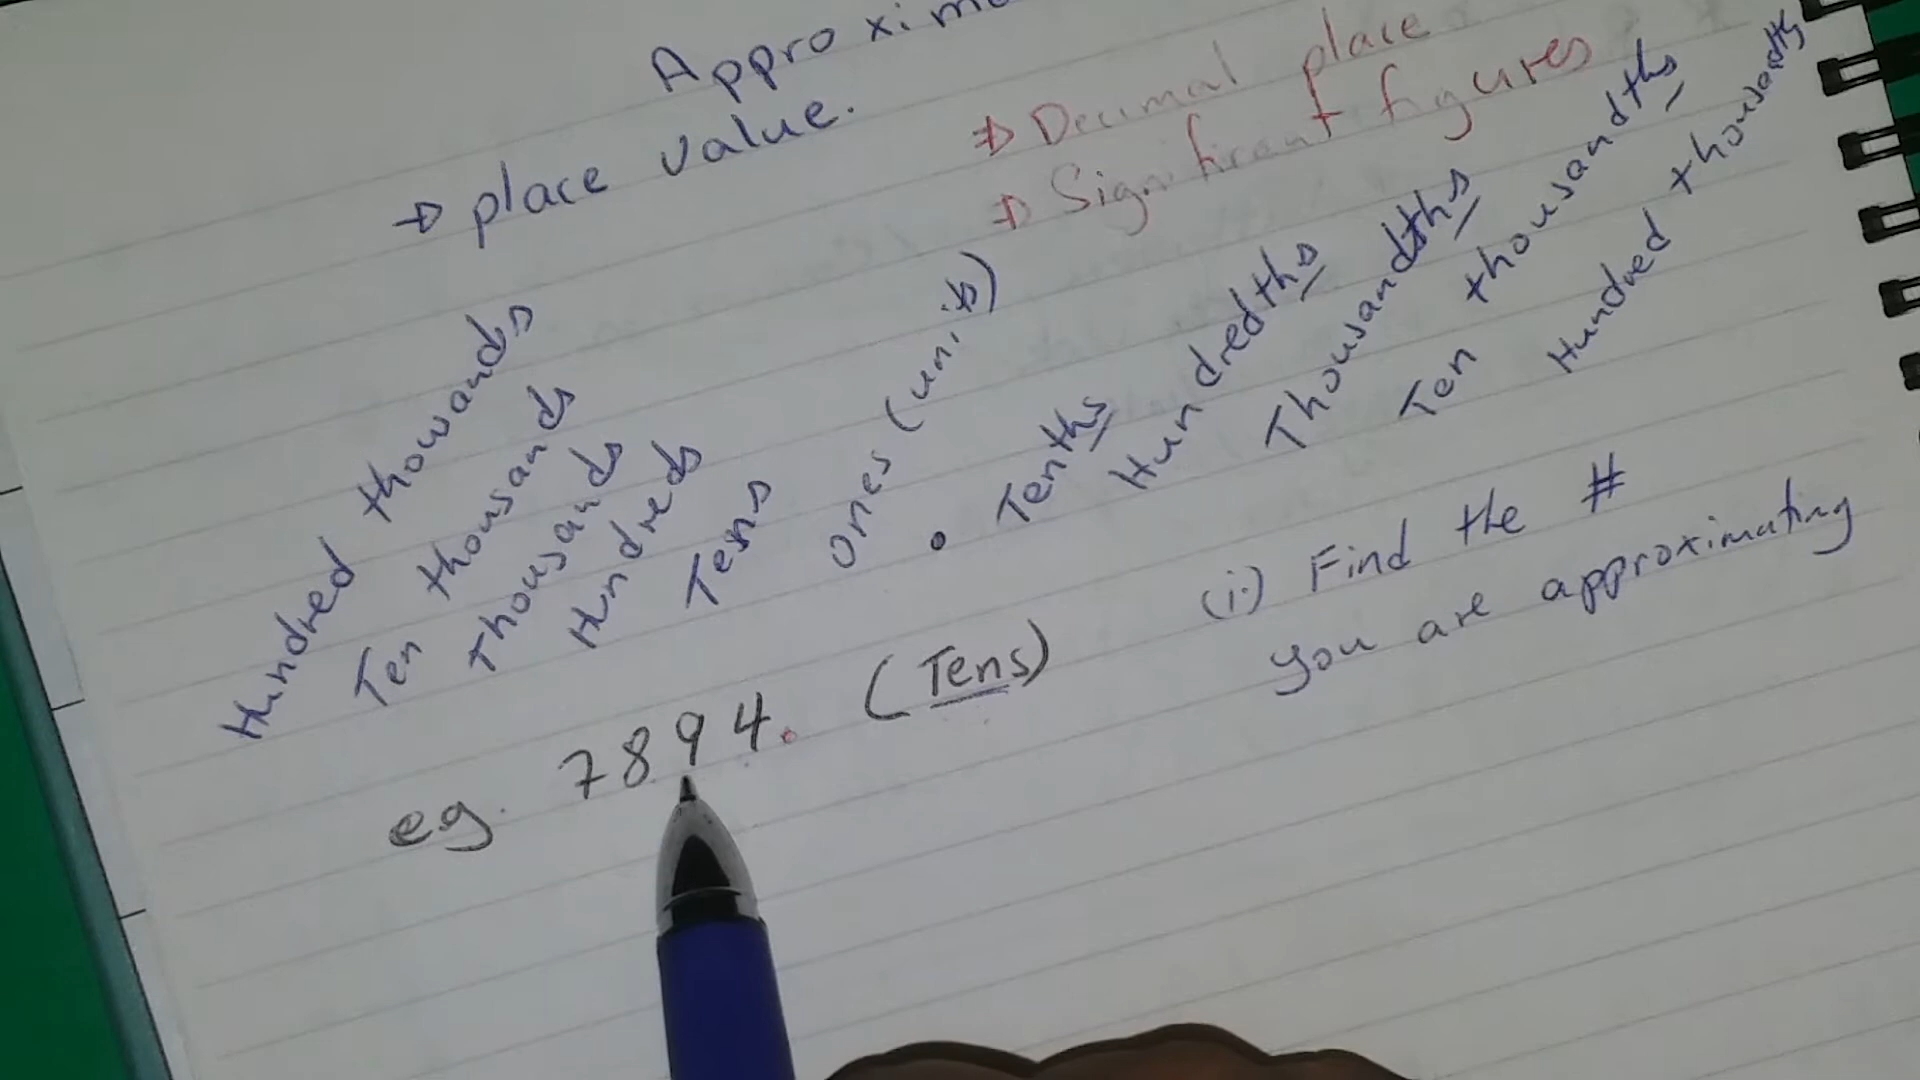 Approxima
→ place value.
⇒ Decimal place
⇒ Significant figures
Hundred thousands
Ten thousands
Thousands
Hundreds
Tens
Ones (units)
.
Tenths
Hundredths
Thousandths
Ten thousandths
Hundred thousandths
(i) Find the #
you are approximating
eg. 7894. (Tens)